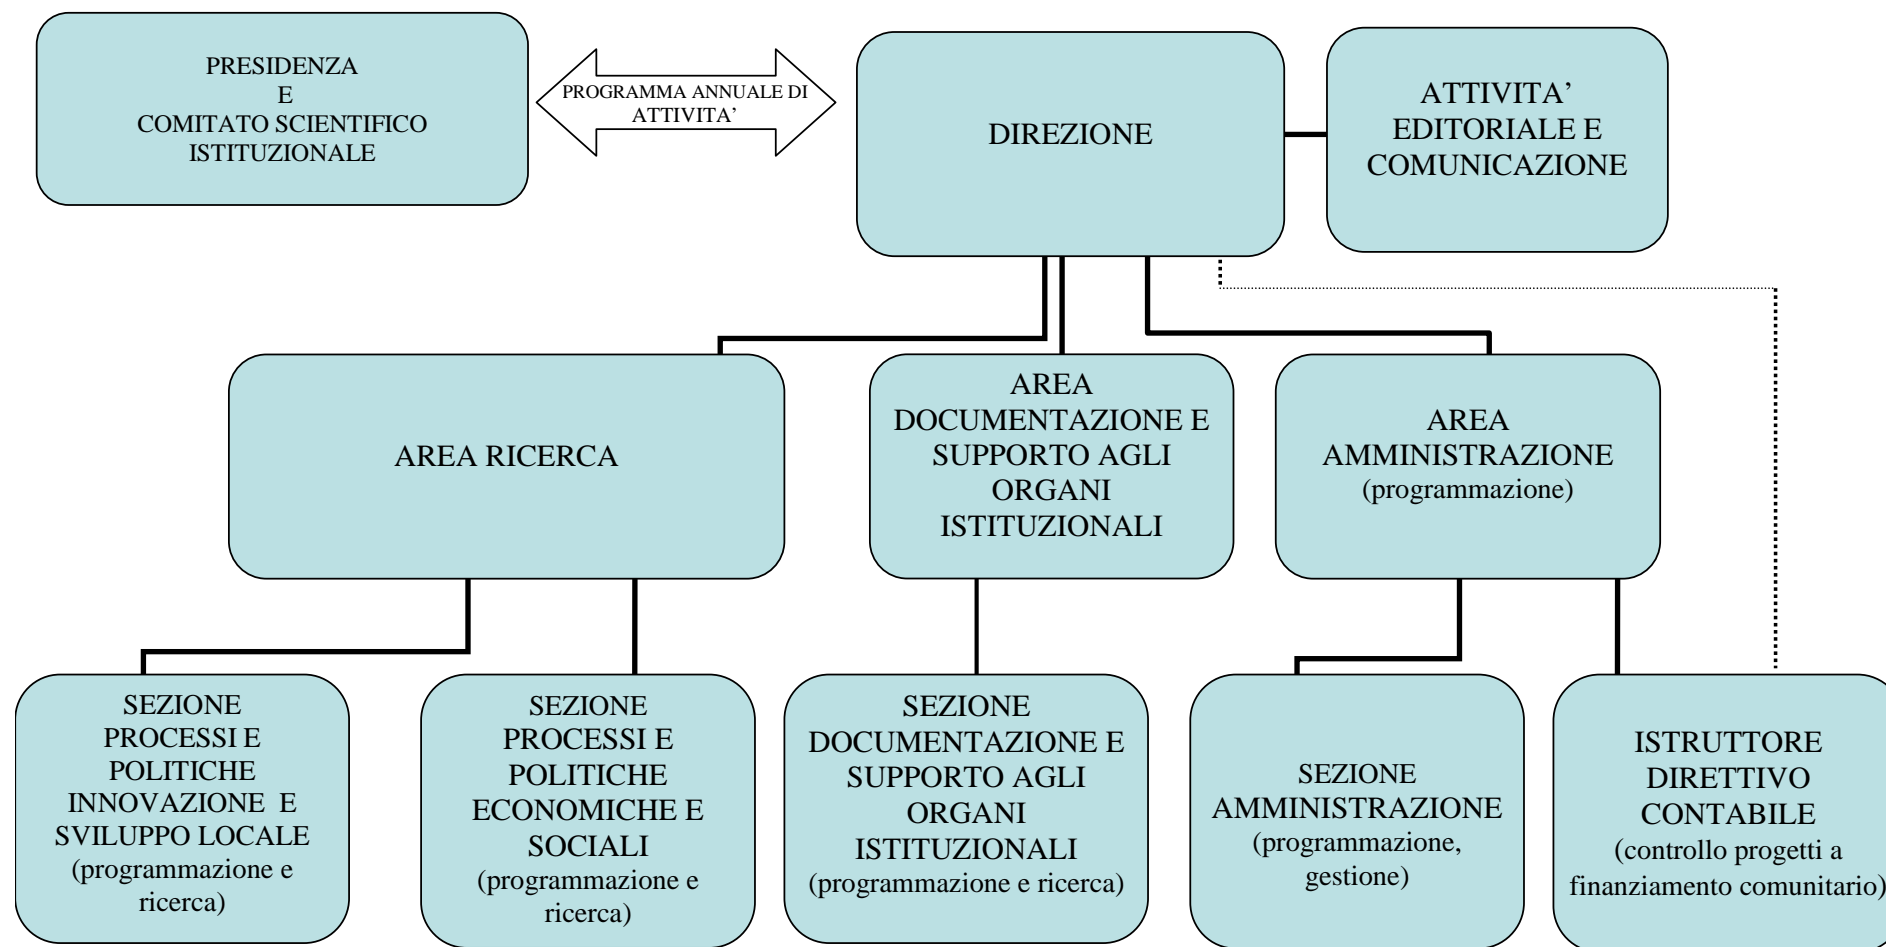 PRESIDENZA
E
COMITATO SCIENTIFICO
ISTITUZIONALE
PROGRAMMA ANNUALE DI
ATTIVITA’
DIREZIONE
ATTIVITA’
EDITORIALE E
COMUNICAZIONE
AREA RICERCA
AREA
DOCUMENTAZIONE E
SUPPORTO AGLI
ORGANI
ISTITUZIONALI
AREA
AMMINISTRAZIONE
(programmazione)
SEZIONE
PROCESSI E
POLITICHE
INNOVAZIONE  E
SVILUPPO LOCALE
(programmazione e
ricerca)
SEZIONE
PROCESSI E
POLITICHE
ECONOMICHE E
SOCIALI
(programmazione e
ricerca)
SEZIONE
DOCUMENTAZIONE E
SUPPORTO AGLI
ORGANI
ISTITUZIONALI
(programmazione e ricerca)
SEZIONE
AMMINISTRAZIONE
(programmazione,
gestione)
ISTRUTTORE
DIRETTIVO
CONTABILE
(controllo progetti a
finanziamento comunitario)